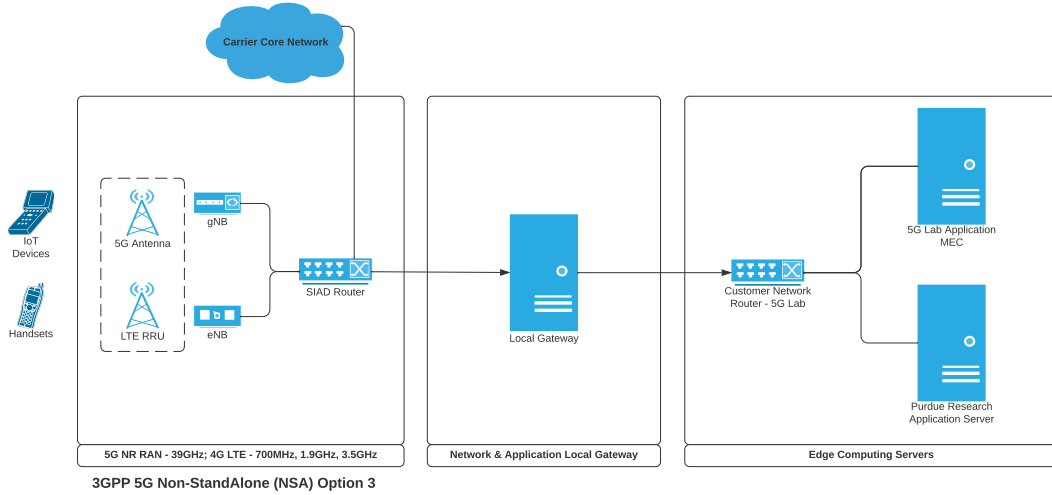 Carrier Core Network
IoT
Devices
Handsets
5G Antenna
LTE RRU
gNB
eNB
SIAD Router
Local Gateway
Customer Network
Router - 5G Lab
5G Lab Application
MEC
Purdue Research
Application Server
5G NR RAN - 39GHz; 4G LTE - 700MHz, 1.9GHz, 3.5GHz
Network & Application Local Gateway
Edge Computing Servers
3GPP 5G Non-StandAlone (NSA) Option 3